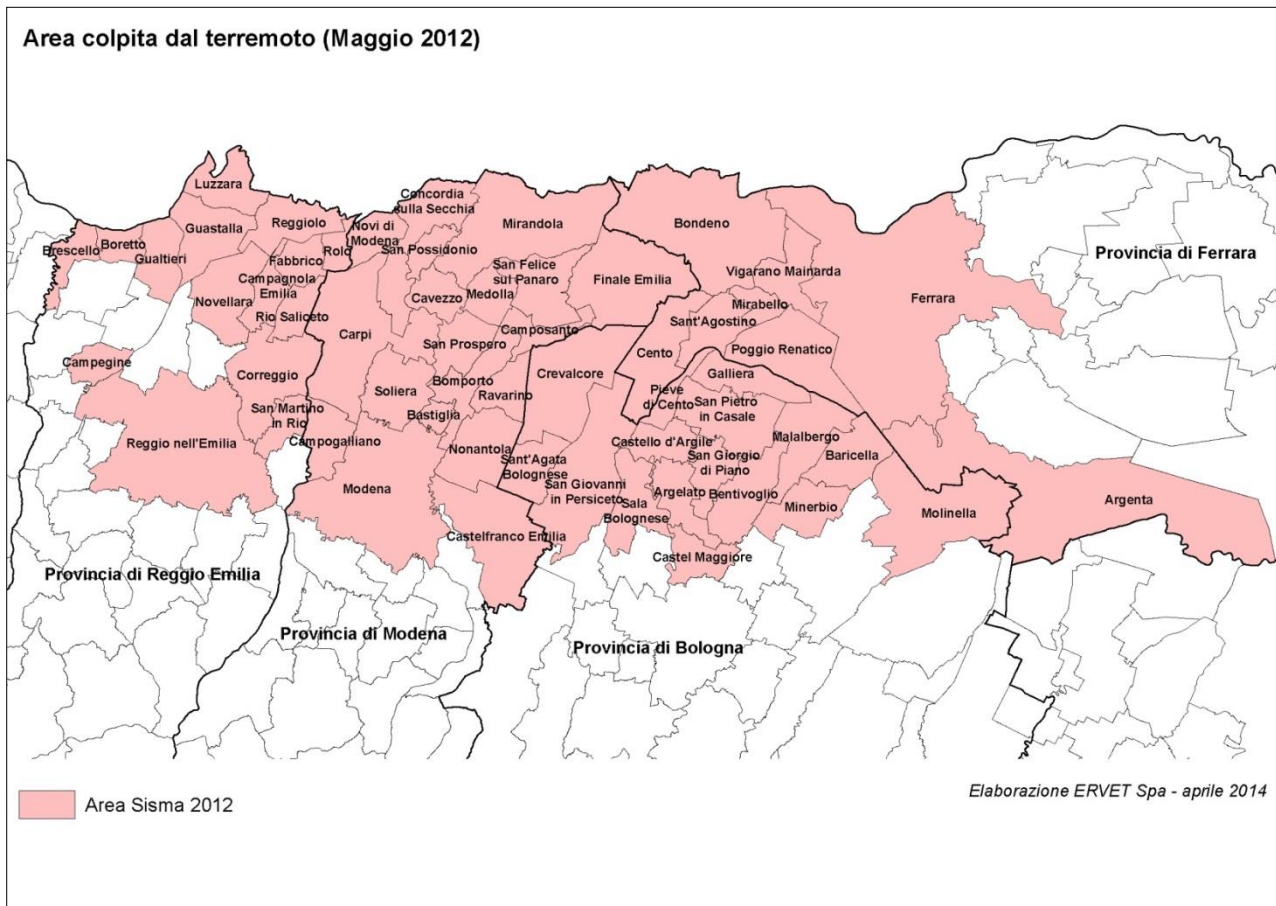 Area colpita dal terremoto (Maggio 2012)
Luzzara
Concordia
sulla Secchia
Guastalla
Reggiolo
Novi di
Modena
Mirandola
Bondeno
Brescello
Boretto
Gualtieri
Fabbrico
Rolo
San Possidonio
Provincia di Ferrara
Campagnola
Emilia
San Felice
sul Panaro
Finale Emilia
Vigarano Mainarda
Novellara
Cavezzo
Medolla
Mirabello
Ferrara
Rio Saliceto
Carpi
Camposanto
Sant'Agostino
San Prospero
Cento
Poggio Renatico
Campegine
Correggio
Crevalcore
Galliera
Soliera
Bomporto
Ravarino
Pieve
di Cento
San Pietro
in Casale
San Martino
in Rio
Bastiglia
Reggio nell'Emilia
Campogalliano
Nonantola
Castello d'Argile
Malalbergo
Sant'Agata
Bolognese
San Giorgio
di Piano
Baricella
Modena
San Giovanni
in Persiceto
Sala
Bolognese
Argelato
Bentivoglio
Minerbio
Molinella
Argenta
Castelfranco Emilia
Castel Maggiore
Provincia di Reggio Emilia
Provincia di Modena
Provincia di Bologna
Area Sisma 2012
Elaborazione ERVET Spa - aprile 2014